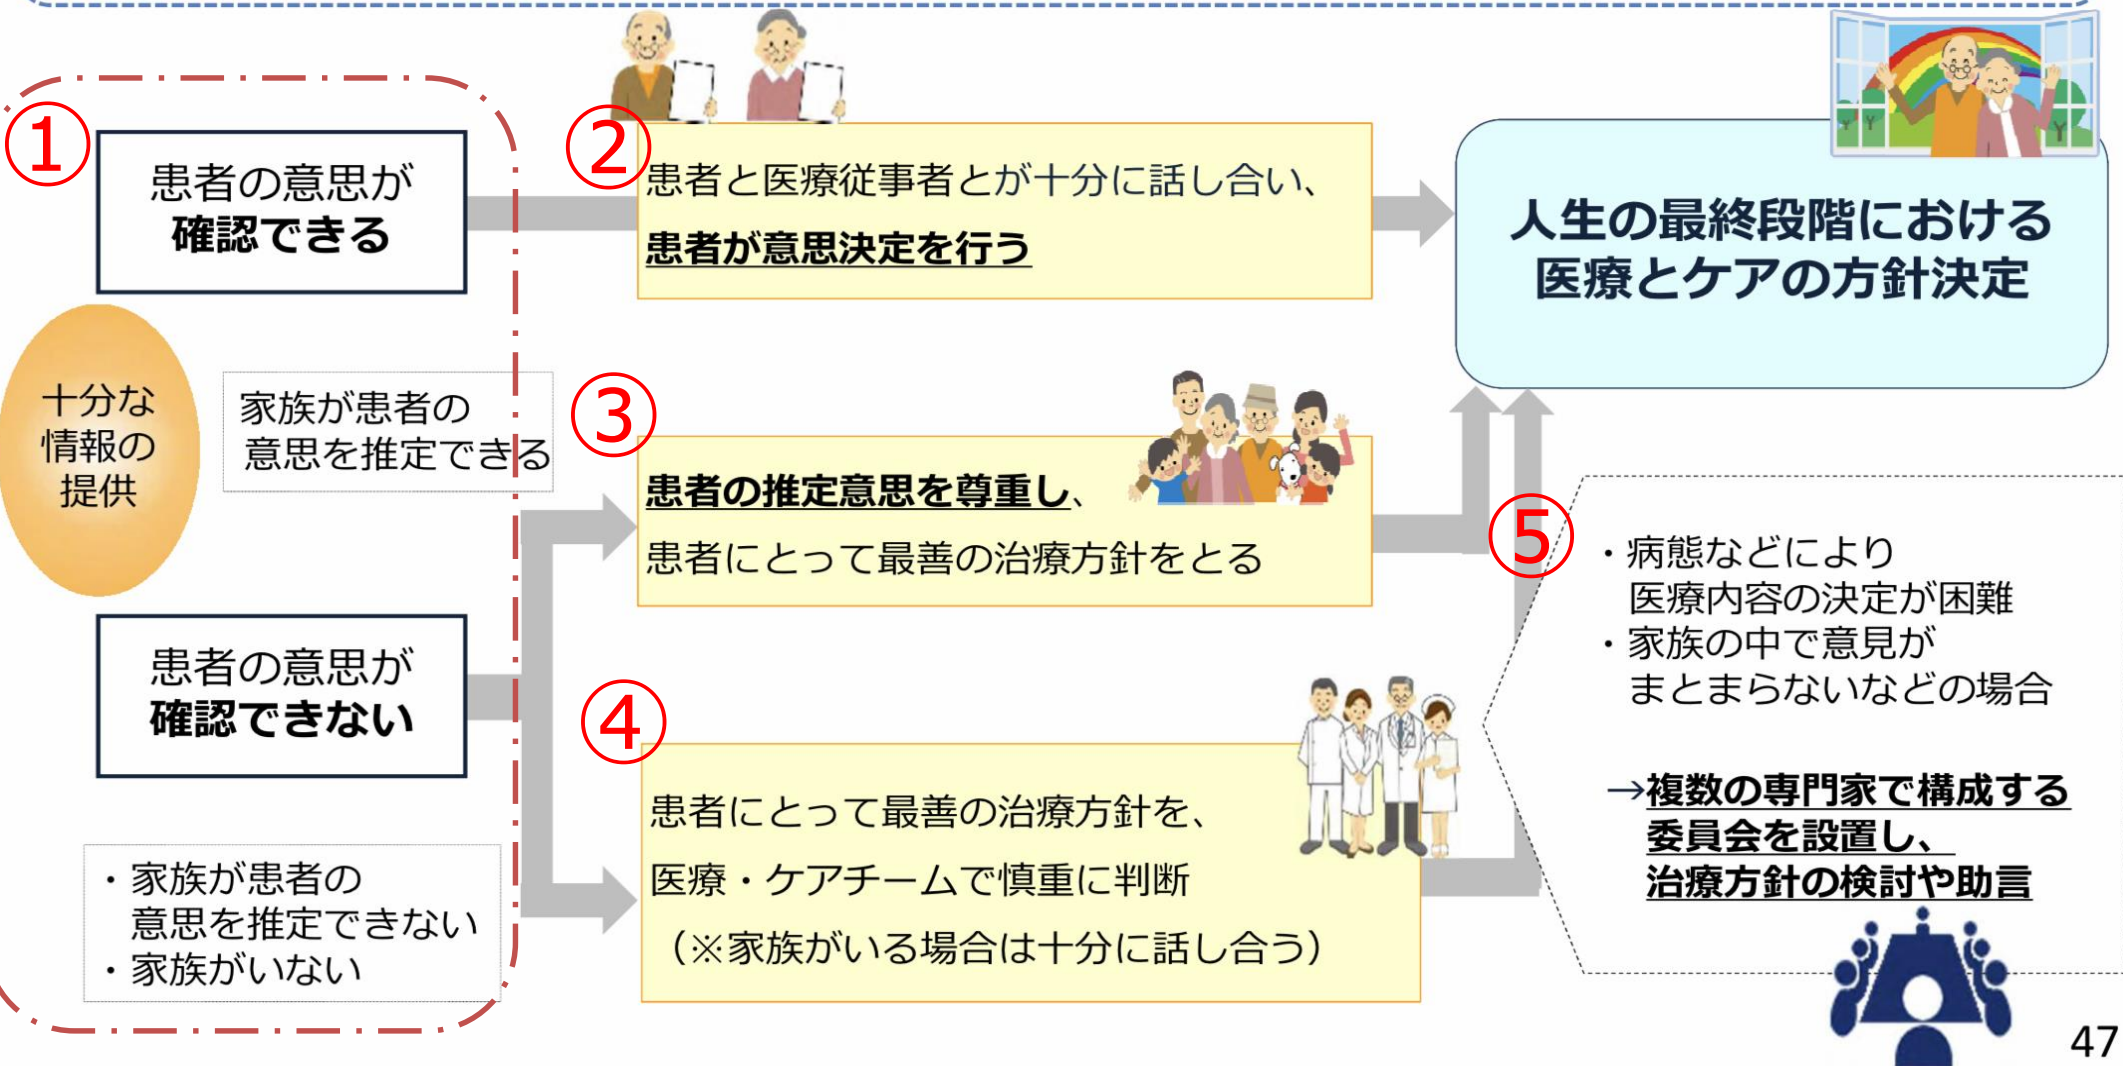 ①
患者の意思が
確認できる
②
患者と医療従事者とが十分に話し合い、
患者が意思決定を行う
人生の最終段階における
医療とケアの方針決定
十分な
情報の
提供
家族が患者の
意思を推定できる
③
患者の推定意思を尊重し、
患者にとって最善の治療方針をとる
患者の意思が
確認できない
・家族が患者の
意思を推定できない
・家族がいない
④
患者にとって最善の治療方針を、
医療・ケアチームで慎重に判断
（※家族がいる場合は十分に話し合う）
⑤
・病態などにより
医療内容の決定が困難
・家族の中で意見が
まとまらないなどの場合
→複数の専門家で構成する
委員会を設置し、
治療方針の検討や助言
47